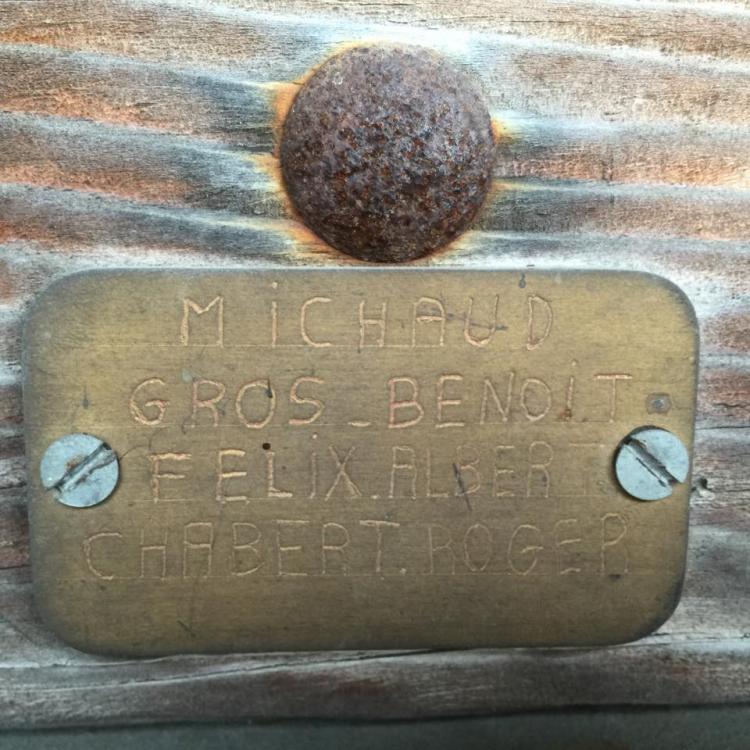 MiCHAUD
GROS_BENOiT
FELiX.ALBERT
CHABERT.ROGER